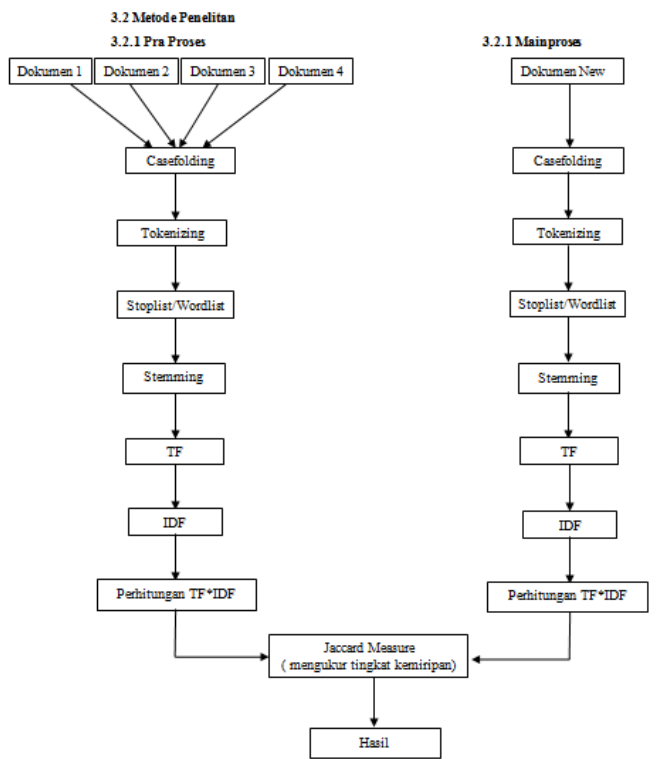 3.2 Metode Penelitan
3.2.1 Pra Proses
Dokumen 1
Dokumen 2
Dokumen 3
Dokumen 4
Casefolding
Tokenizing
Stoplist/Wordlist
Stemming
TF
IDF
Perhitungan TF*IDF
3.2.1 Mainproses
Dokumen New
Casefolding
Tokenizing
Stoplist/Wordlist
Stemming
TF
IDF
Perhitungan TF*IDF
Jaccard Measure
( mengukur tingkat kemiripan)
Hasil